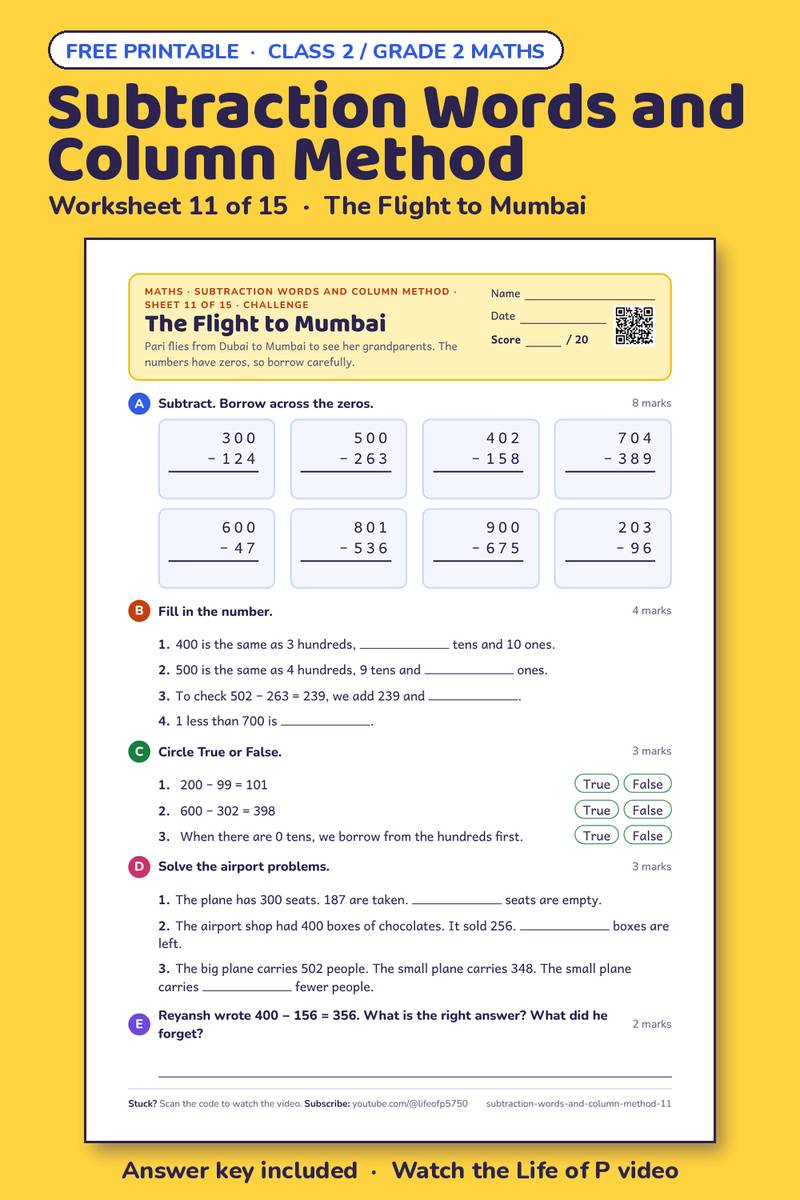 FREE PRINTABLE · CLASS 2 / GRADE 2 MATHS
Subtraction Words and
Column Method
Worksheet 11 of 15 · The Flight to Mumbai
MATHS · SUBTRACTION WORDS AND COLUMN METHOD ·
SHEET 11 OF 15 · CHALLENGE
The Flight to Mumbai
Pari flies from Dubai to Mumbai to see her grandparents. The
numbers have zeros, so borrow carefully.
Name ____________
Date ____________
Score ______ / 20
A Subtract. Borrow across the zeros. 8 marks
300 500 402 704
− 124 − 263 − 158 − 389
600 801 900 203
− 47 − 536 − 675 − 96
B Fill in the number. 4 marks
1. 400 is the same as 3 hundreds, ____________ tens and 10 ones.
2. 500 is the same as 4 hundreds, 9 tens and ____________ ones.
3. To check 502 − 263 = 239, we add 239 and ____________.
4. 1 less than 700 is ____________.
C Circle True or False. 3 marks
1. 200 − 99 = 101 True False
2. 600 − 302 = 398 True False
3. When there are 0 tens, we borrow from the hundreds first. True False
D Solve the airport problems. 3 marks
1. The plane has 300 seats. 187 are taken. ____________ seats are empty.
2. The airport shop had 400 boxes of chocolates. It sold 256. ____________ boxes are
left.
3. The big plane carries 502 people. The small plane carries 348. The small plane
carries ____________ fewer people.
E Reyansh wrote 400 − 156 = 356. What is the right answer? What did he 2 marks
forget?
Stuck? Scan the code to watch the video. Subscribe: youtube.com/@lifeofp5750 subtraction-words-and-column-method-11
Answer key included · Watch the Life of P video